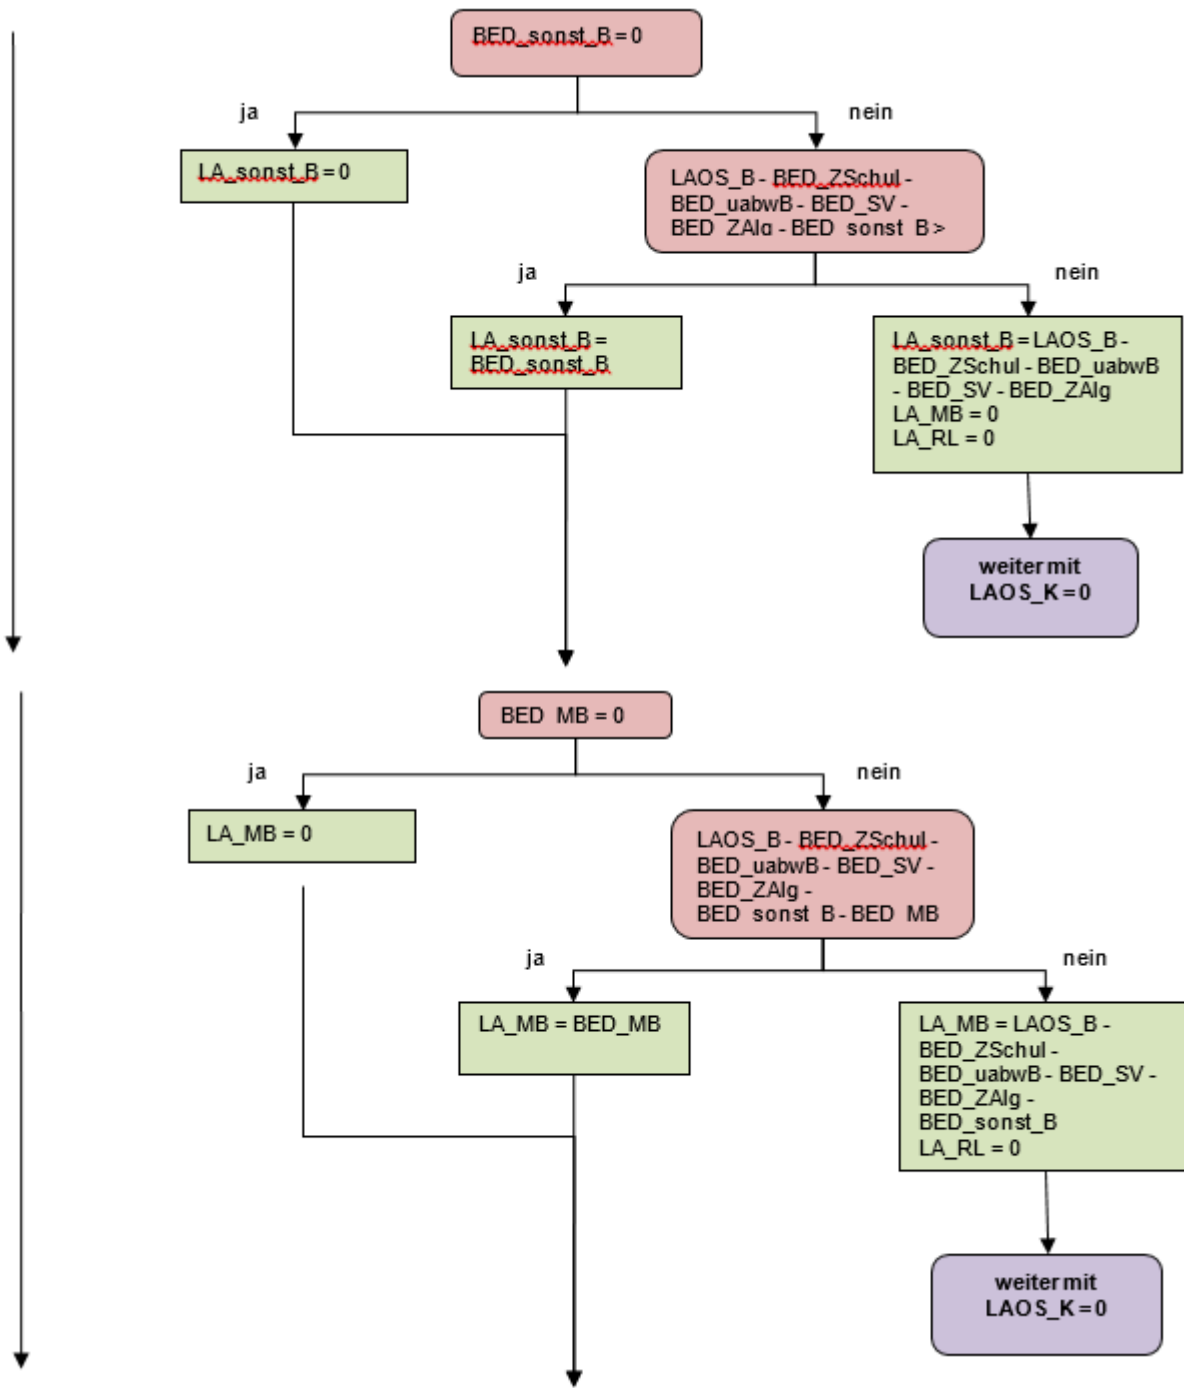 BED_sonst_B = 0
ja
nein
LA_sonst_B = 0
LAOS_B - BED_ZSchul -
BED_uabwB - BED_SV -
BED_ZAlg - BED_sonst_B >
ja
nein
LA_sonst_B =
BED_sonst_B
LA_sonst_B = LAOS_B -
BED_ZSchul - BED_uabwB
- BED_SV - BED_ZAlg
LA_MB = 0
LA_RL = 0
weiter mit
LAOS_K = 0
BED_MB = 0
ja
nein
LA_MB = 0
LAOS_B - BED_ZSchul -
BED_uabwB - BED_SV -
BED_ZAlg -
BED_sonst_B - BED_MB
ja
nein
LA_MB = BED_MB
LA_MB = LAOS_B -
BED_ZSchul -
BED_uabwB - BED_SV -
BED_ZAlg -
BED_sonst_B
LA_RL = 0
weiter mit
LAOS_K = 0